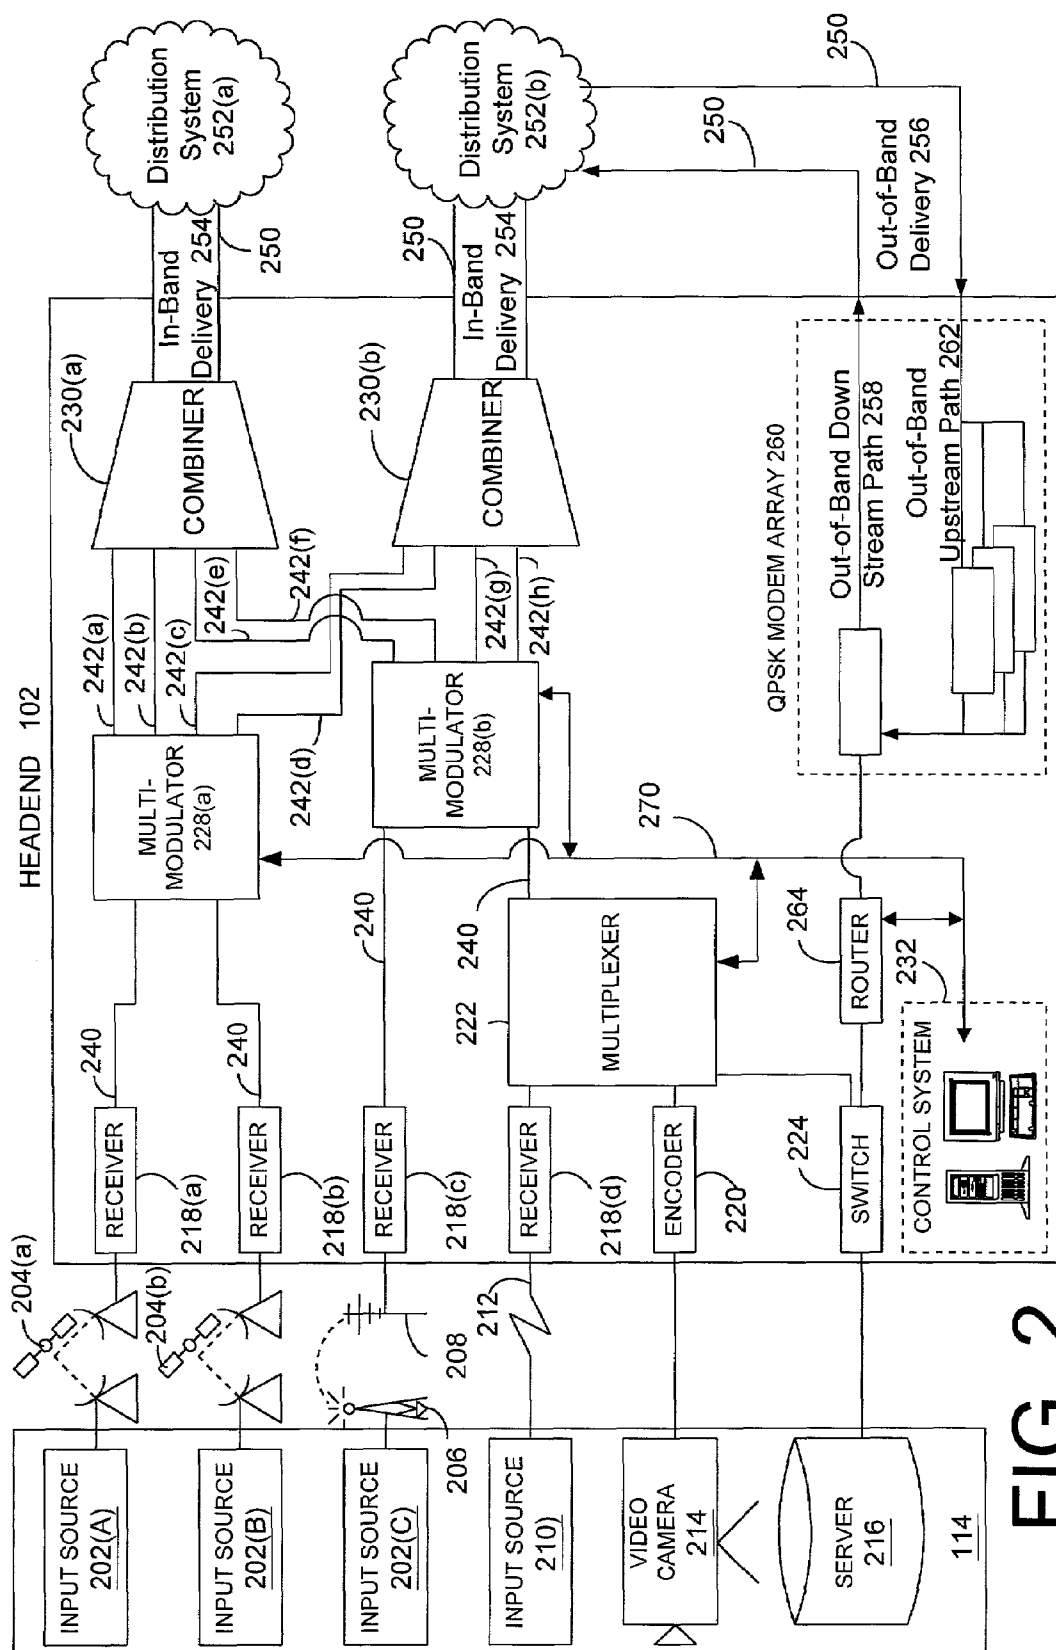 HEADEND 102
INPUT SOURCE
202(A)
INPUT SOURCE
202(B)
INPUT SOURCE
202(C)
INPUT SOURCE
210)
VIDEO
CAMERA
214
SERVER
216
114
204(a)
204(b)
206
208
212
RECEIVER
218(a)
RECEIVER
218(b)
RECEIVER
218(c)
RECEIVER
218(d)
ENCODER
220
SWITCH
224
CONTROL SYSTEM
232
240
240
240
240
222
MULTIPLEXER
ROUTER
264
270
MULTI-
MODULATOR
228(a)
MULTI-
MODULATOR
228(b)
242(a)
242(b)
242(c)
242(d)
242(e)
242(f)
242(g)
242(h)
COMBINER
230(a)
COMBINER
230(b)
QPSK MODEM ARRAY 260
Out-of-Band Down
Stream Path 258
Out-of-Band
Upstream Path 262
In-Band
Delivery 254
250
In-Band
Delivery 254
250
Distribution
System
252(a)
Distribution
System
252(b)
250
250
Out-of-Band
Delivery 256
FIG 2